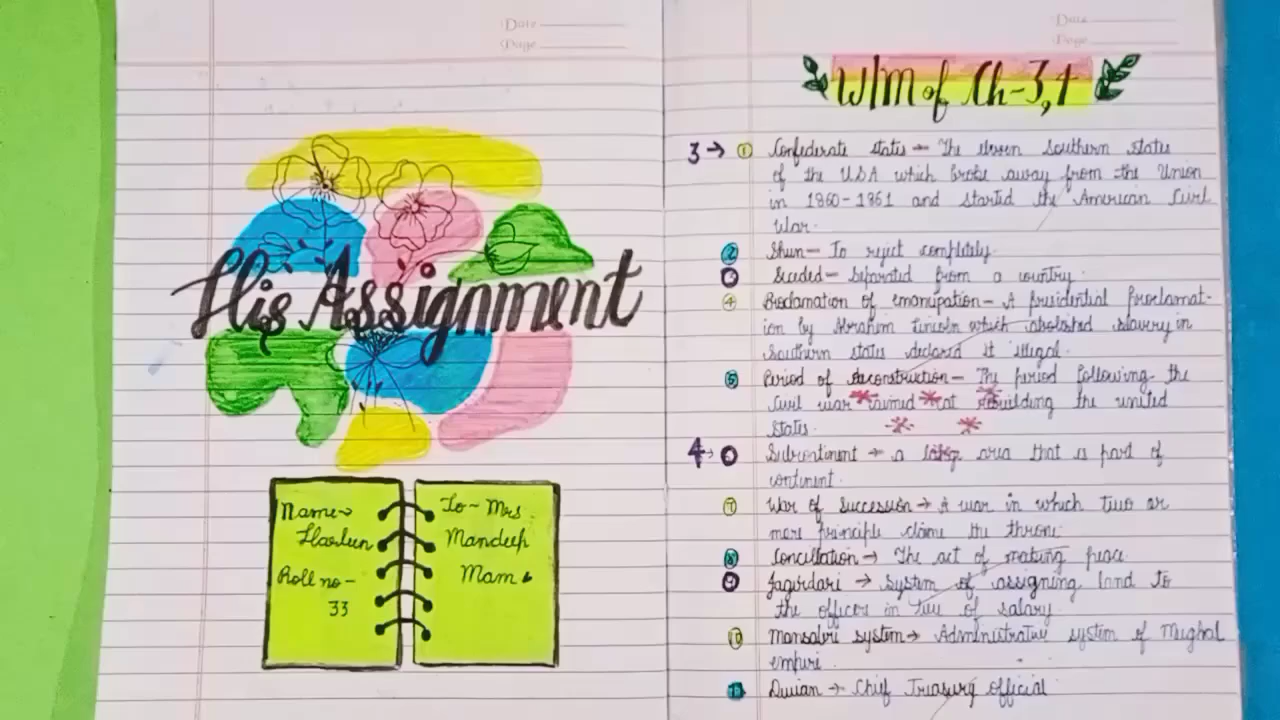 Date
Page
His Assignment
Name→
Harleen
Roll no-
33
To~ Mrs.
Mandeep
Mam
Date
Page
W/M of Ch-3,4
3→ ① Confederate states → The eleven southern states
of the USA which broke away from the Union
in 1860-1861 and started the American Civil
War.
② Shun— To reject completely.
③ Seceded— Separated from a country.
④ Proclamation of emancipation— A presidential proclamat-
ion by Abraham Lincoln which abolished slavery in
Southern states declared it illegal.
⑤ Period of reconstruction— The period following the
Civil war aimed at rebuilding the united
states.
4→ Subcontinent → a large area that is part of
continent.
⑦ War of Succession → A war in which two or
more principle claims the throne
⑧ Concillation → The act of making peace.
⑨ Jagirdari → System of assigning land to
the officer in lieu of salary
⑩ Mansabri system→ Administrative system of Mughal
empire.
⑪ Diwan → Chief Treasury official